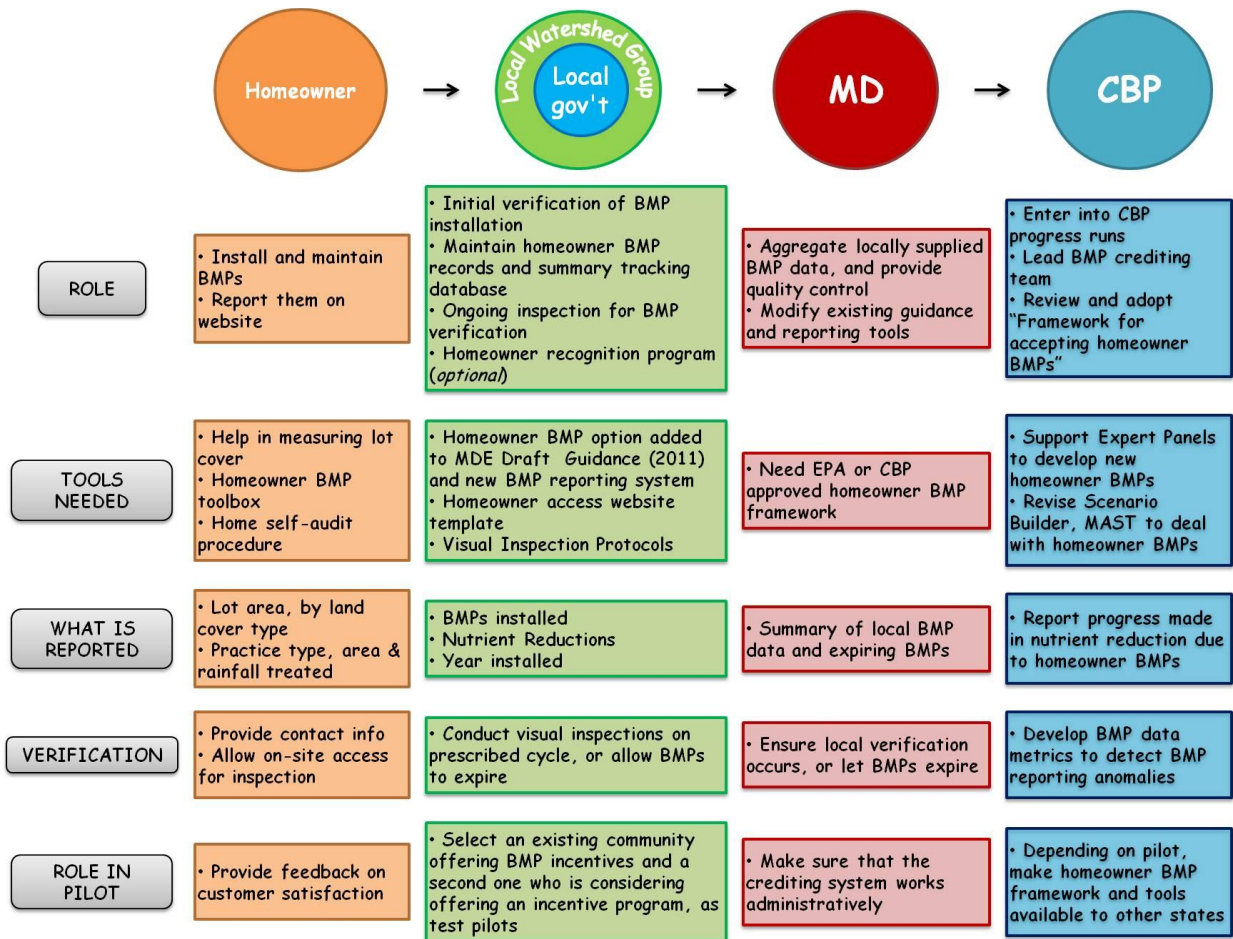 Homeowner
Local Watershed Group
Local
gov't
MD
CBP
ROLE
• Install and maintain
BMPs
• Report them on
website
• Initial verification of BMP
installation
• Maintain homeowner BMP
records and summary tracking
database
• Ongoing inspection for BMP
verification
• Homeowner recognition program
(optional)
• Aggregate locally supplied
BMP data, and provide
quality control
• Modify existing guidance
and reporting tools
• Enter into CBP
progress runs
• Lead BMP crediting
team
• Review and adopt
“Framework for
accepting homeowner
BMPs”
TOOLS
NEEDED
• Help in measuring lot
cover
• Homeowner BMP
toolbox
• Home self-audit
procedure
• Homeowner BMP option added
to MDE Draft Guidance (2011)
and new BMP reporting system
• Homeowner access website
template
• Visual Inspection Protocols
• Need EPA or CBP
approved homeowner BMP
framework
• Support Expert Panels
to develop new
homeowner BMPs
• Revise Scenario
Builder, MAST to deal
with homeowner BMPs
WHAT IS
REPORTED
• Lot area, by land
cover type
• Practice type, area &
rainfall treated
• BMPs installed
• Nutrient Reductions
• Year installed
• Summary of local BMP
data and expiring BMPs
• Report progress made
in nutrient reduction due
to homeowner BMPs
VERIFICATION
• Provide contact info
• Allow on-site access
for inspection
• Conduct visual inspections on
prescribed cycle, or allow BMPs
to expire
• Ensure local verification
occurs, or let BMPs expire
• Develop BMP data
metrics to detect BMP
reporting anomalies
ROLE IN
PILOT
• Provide feedback on
customer satisfaction
• Select an existing community
offering BMP incentives and a
second one who is considering
offering an incentive program, as
test pilots
• Make sure that the
crediting system works
administratively
• Depending on pilot,
make homeowner BMP
framework and tools
available to other states